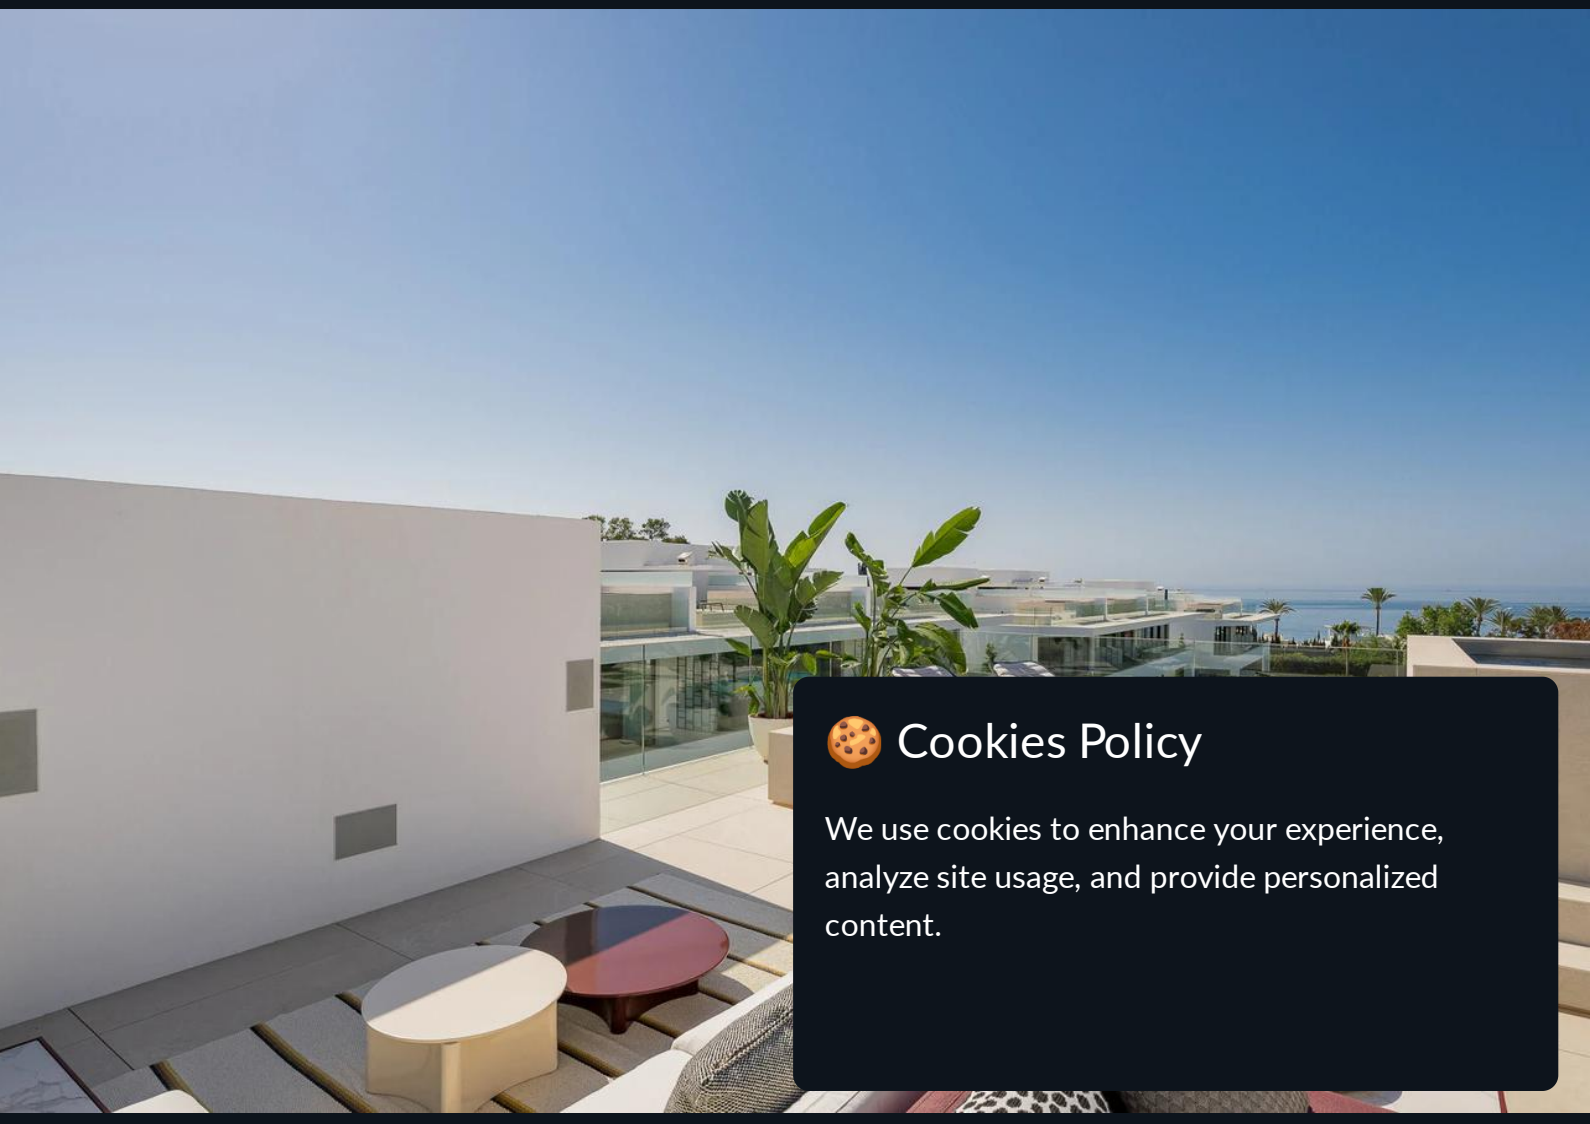 🍪 Cookies Policy
We use cookies to enhance your experience,
analyze site usage, and provide personalized
content.